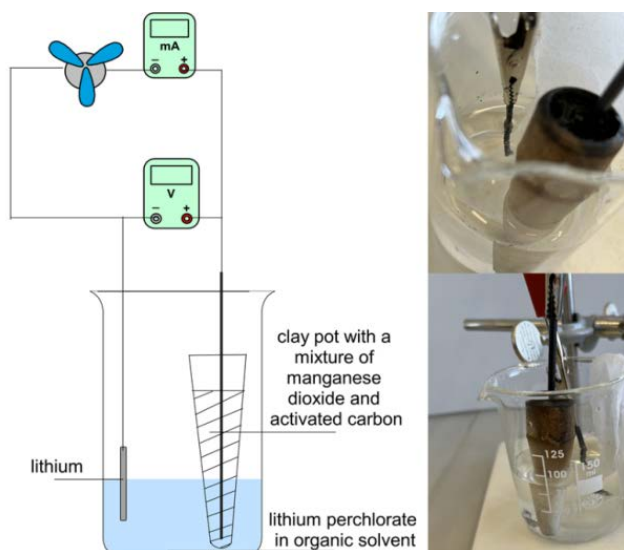 mA
− +
V
− +
clay pot with a
mixture of
manganese
dioxide and
activated carbon
lithium
lithium perchlorate
in organic solvent
125
100
150